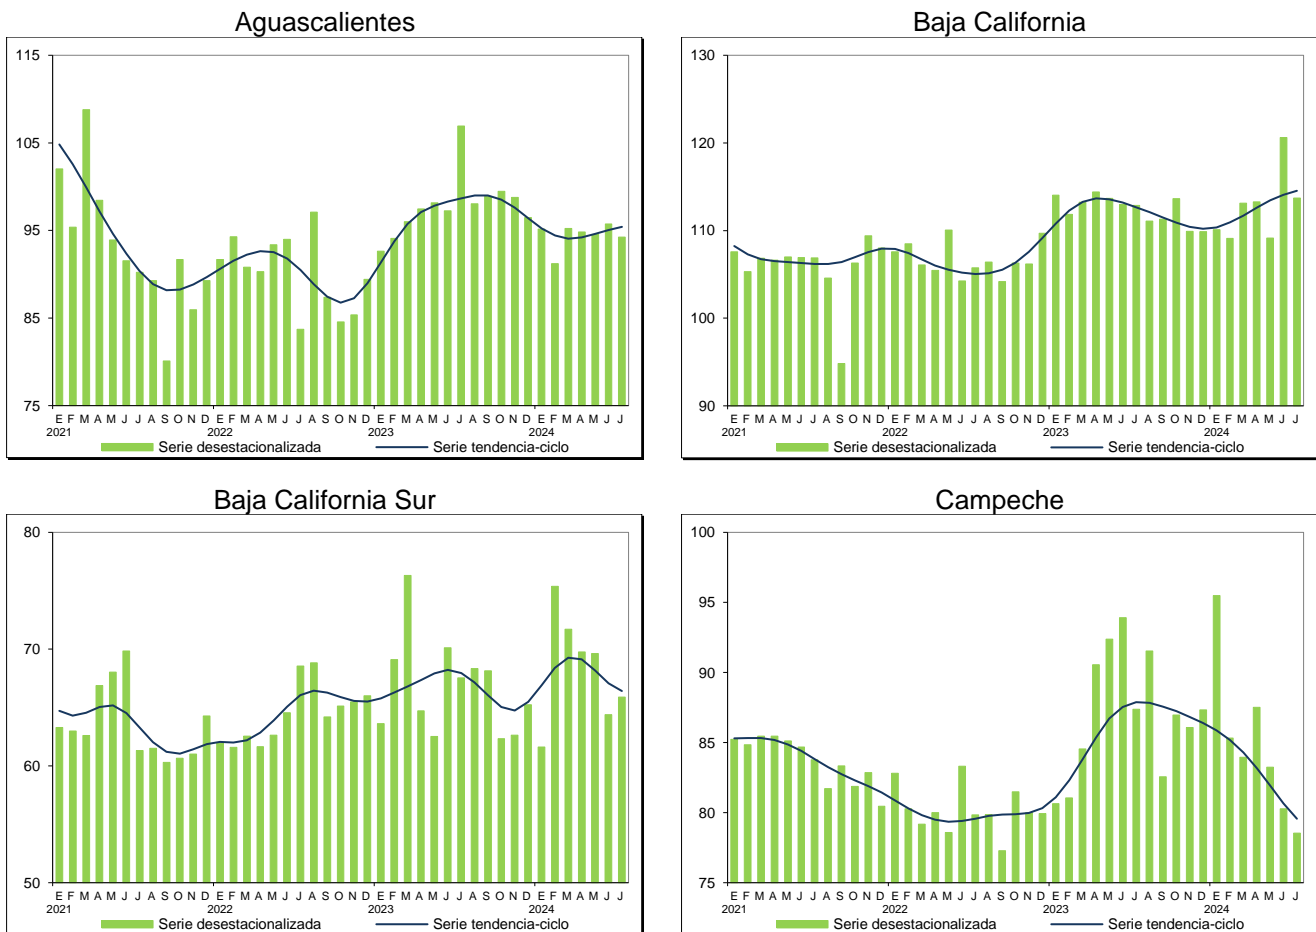 Aguascalientes
115
105
95
85
75
E F M A M J J A S O N D E F M A M J J A S O N D E F M A M J J A S O N D E F M A M J J
2021 2022 2023 2024
Serie desestacionalizada Serie tendencia-ciclo
Baja California
130
120
110
100
90
E F M A M J J A S O N D E F M A M J J A S O N D E F M A M J J A S O N D E F M A M J J
2021 2022 2023 2024
Serie desestacionalizada Serie tendencia-ciclo
Baja California Sur
80
70
60
50
E F M A M J J A S O N D E F M A M J J A S O N D E F M A M J J A S O N D E F M A M J J
2021 2022 2023 2024
Serie desestacionalizada Serie tendencia-ciclo
Campeche
100
95
90
85
80
75
E F M A M J J A S O N D E F M A M J J A S O N D E F M A M J J A S O N D E F M A M J J
2021 2022 2023 2024
Serie desestacionalizada Serie tendencia-ciclo